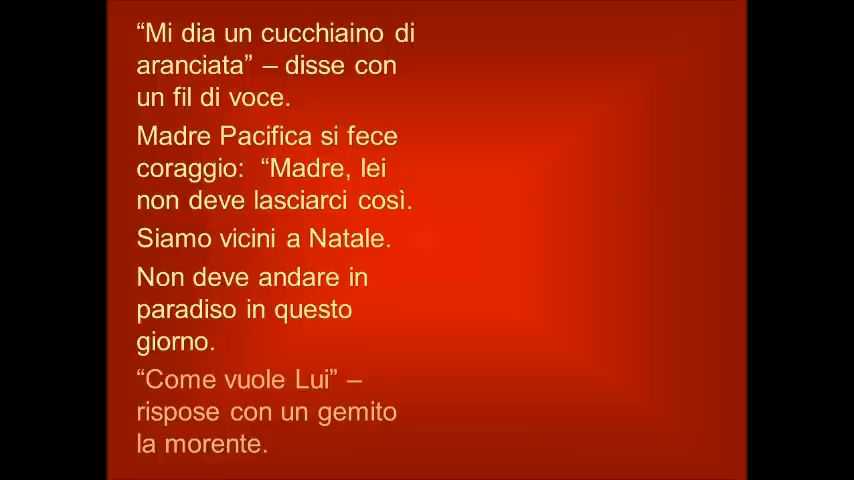 “Mi dia un cucchiaino di
aranciata” – disse con
un fil di voce.
Madre Pacifica si fece
coraggio:  “Madre, lei
non deve lasciarci così.
Siamo vicini a Natale.
Non deve andare in
paradiso in questo
giorno.
“Come vuole Lui” –
rispose con un gemito
la morente.